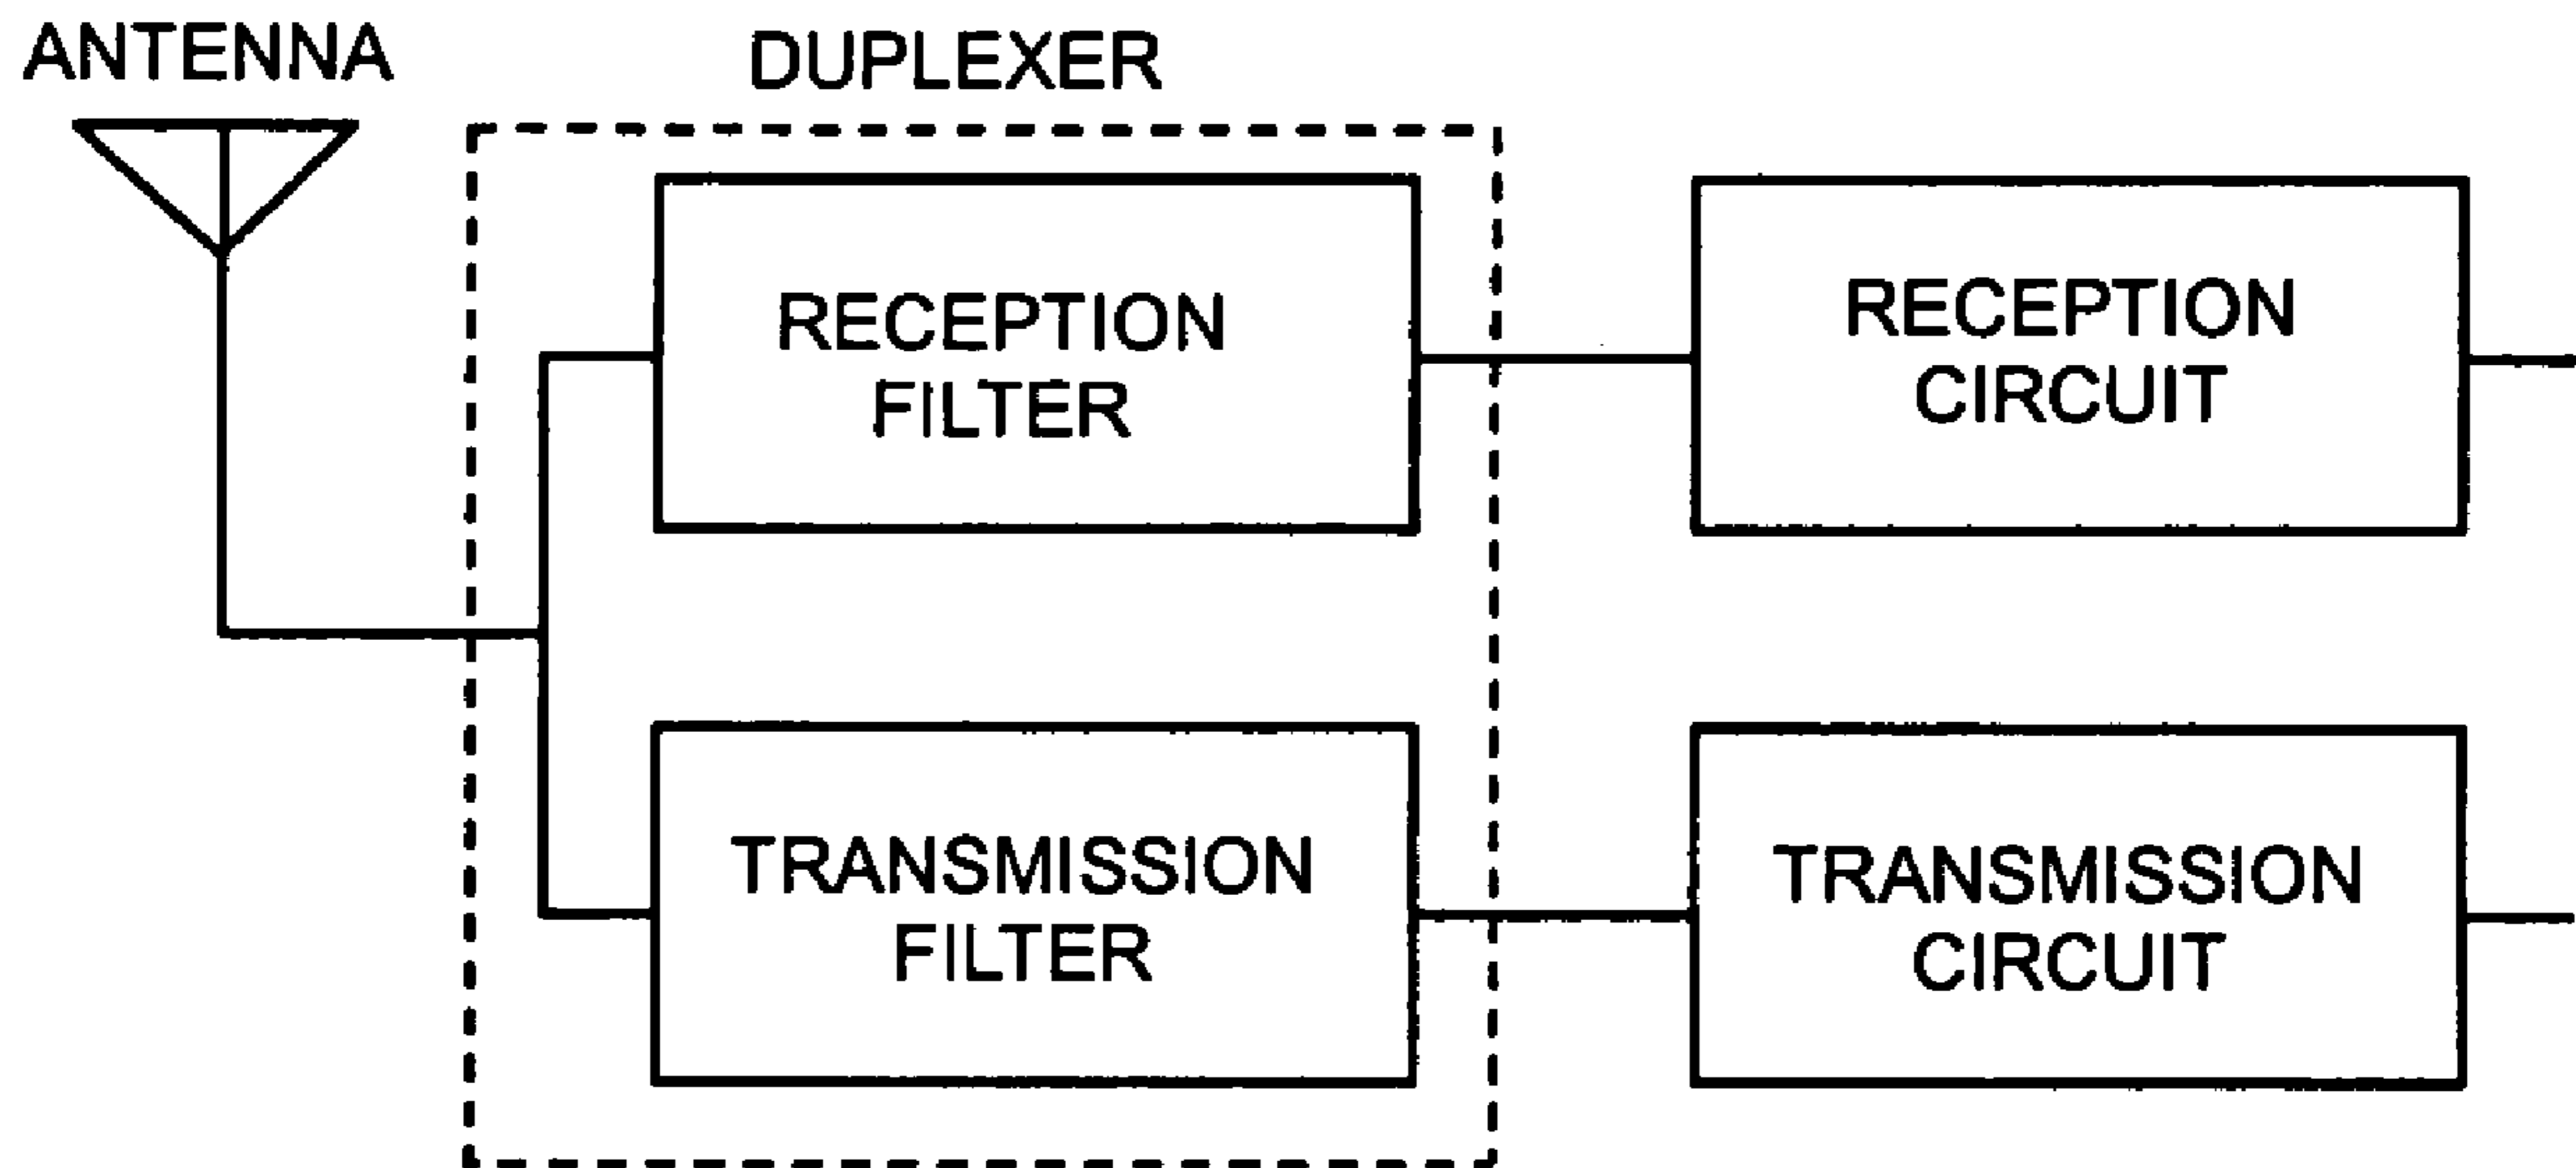 ANTENNA
DUPLEXER
RECEPTION
FILTER
RECEPTION
CIRCUIT
TRANSMISSION
FILTER
TRANSMISSION
CIRCUIT